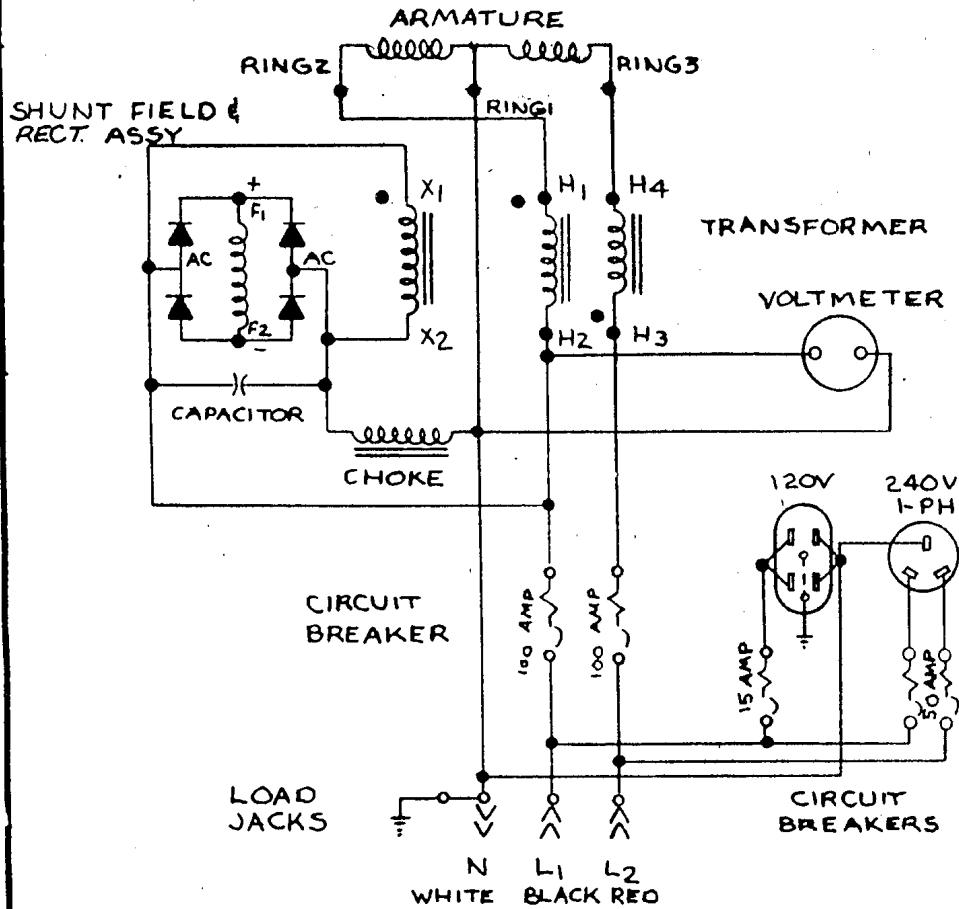 ARMATURE
RING2
RING3
RING1
SHUNT FIELD &
RECT. ASSY
+
F1
AC
AC
F2
-
X1
X2
H1
H4
H2
H3
TRANSFORMER
VOLTMETER
CAPACITOR
CHOKE
120V
240V
1-PH
CIRCUIT
BREAKER
100 AMP
100 AMP
15 AMP
50 AMP
LOAD
JACKS
CIRCUIT
BREAKERS
N
L1
L2
WHITE
BLACK
RED